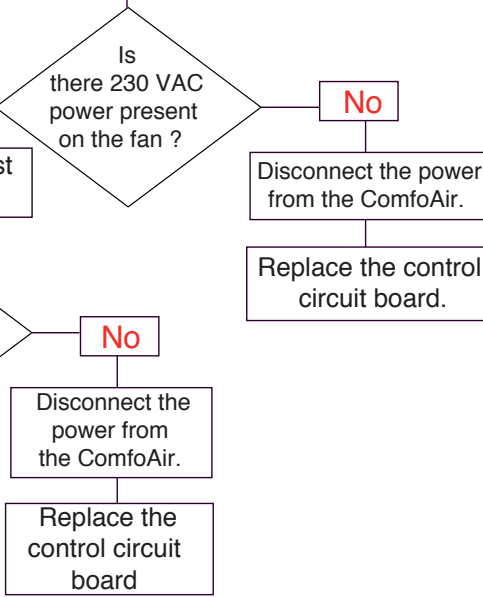 Is
there 230 VAC
power present
on the fan ?
No
Disconnect the power
from the ComfoAir.
Replace the control
circuit board.
No
Disconnect the
power from
the ComfoAir.
Replace the
control circuit
board